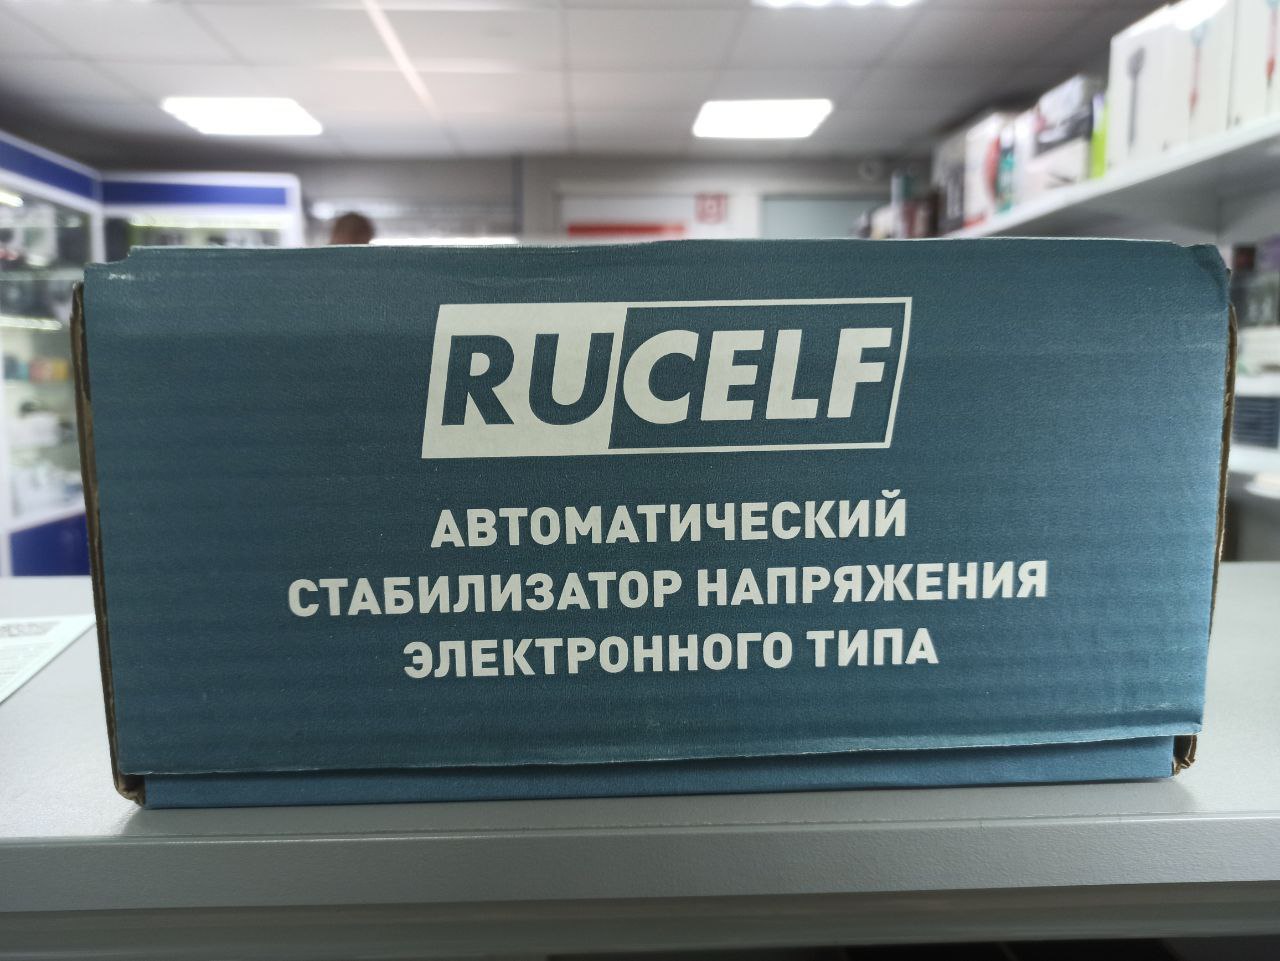 RUCELF
АВТОМАТИЧЕСКИЙ
СТАБИЛИЗАТОР НАПРЯЖЕНИЯ
ЭЛЕКТРОННОГО ТИПА